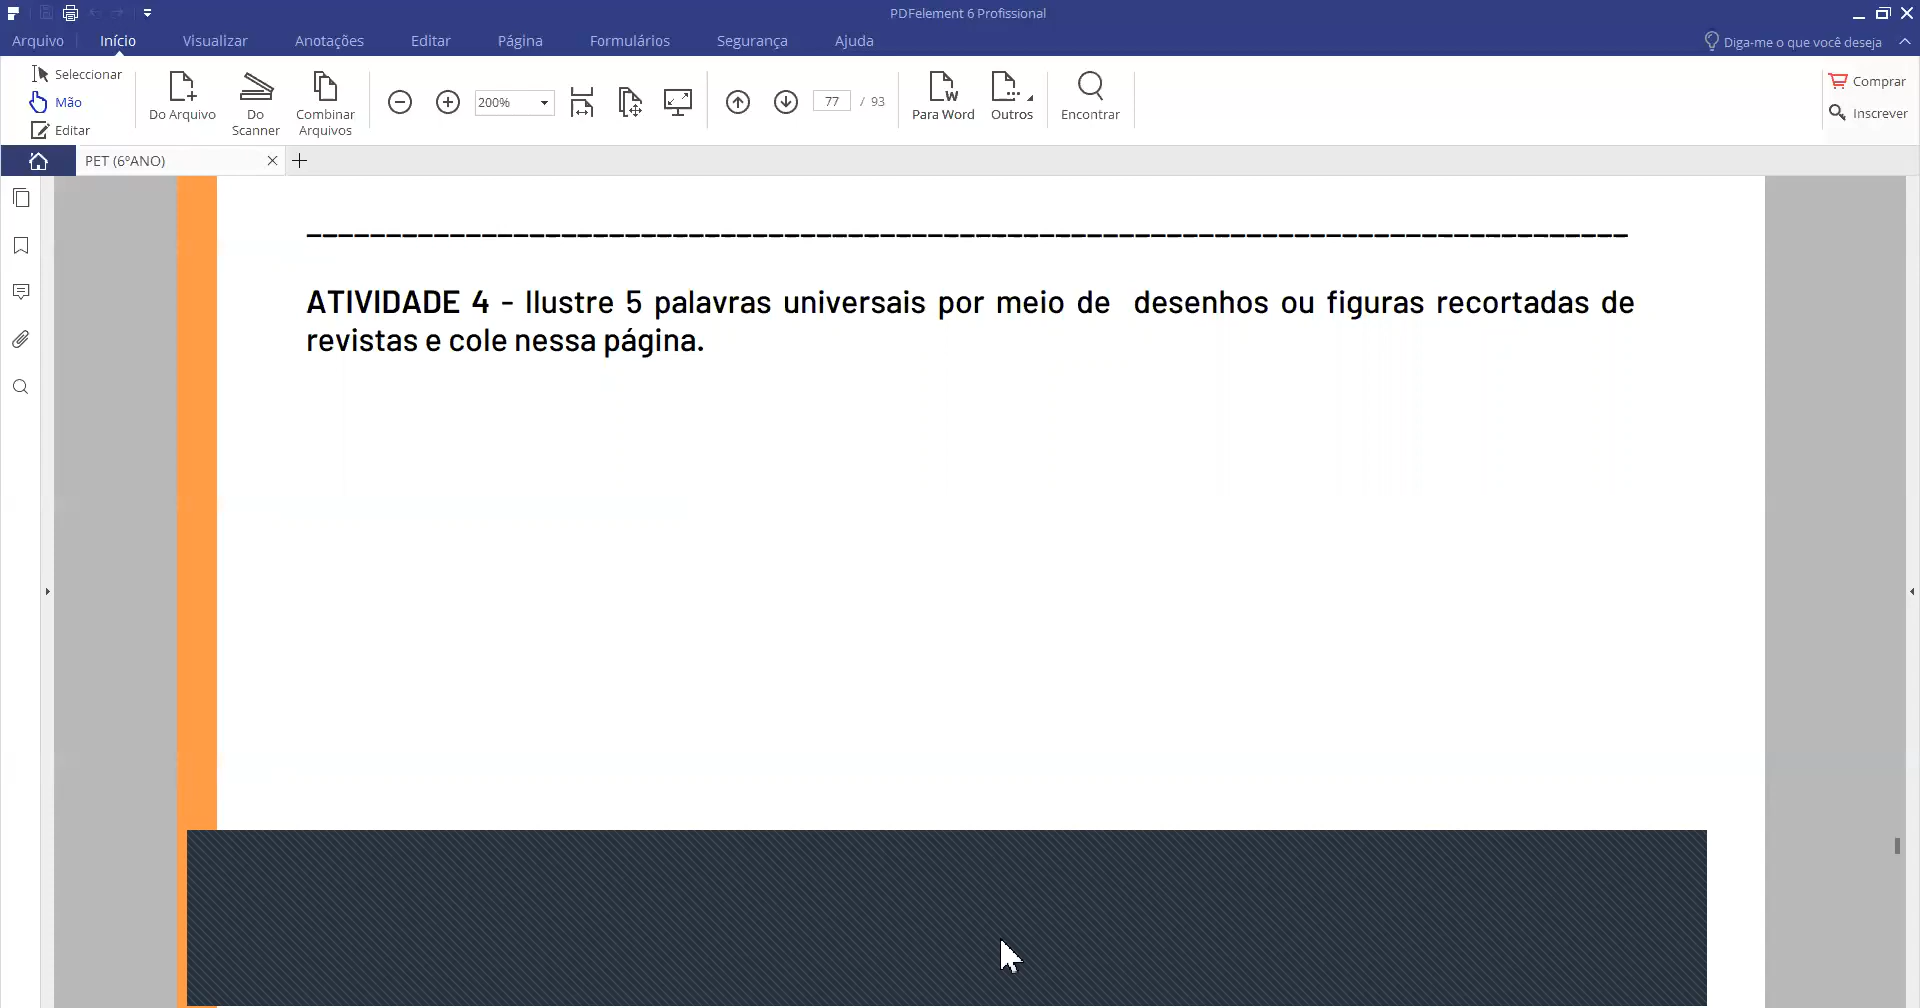 PDFelement 6 Profissional
Arquivo Início Visualizar Anotações Editar Página Formulários Segurança Ajuda Diga-me o que você deseja
Seleccionar
Mão
Editar
Do Arquivo
Do
Scanner
Combinar
Arquivos
200%
77 / 93
Para Word
Outros
Encontrar
Comprar
Inscrever
PET (6ºANO)
ATIVIDADE 4 - Ilustre 5 palavras universais por meio de desenhos ou figuras recortadas de
revistas e cole nessa página.